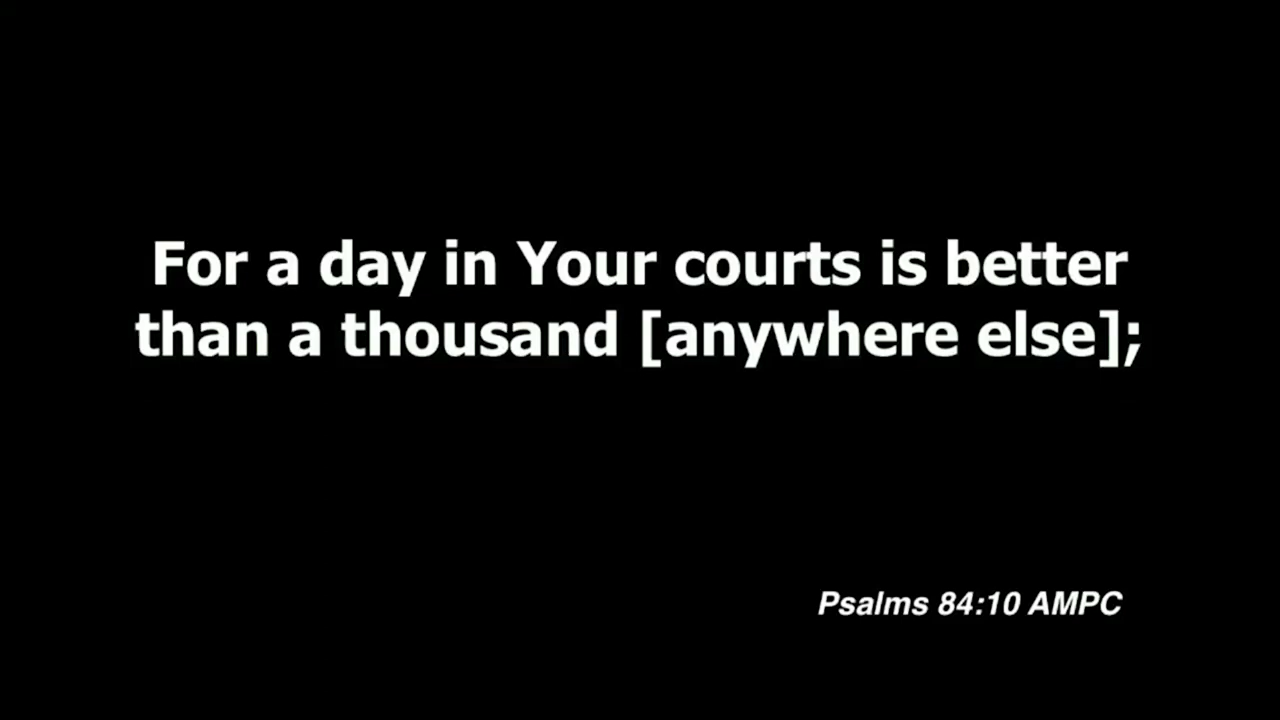 For a day in Your courts is better
than a thousand [anywhere else];
Psalms 84:10 AMPC